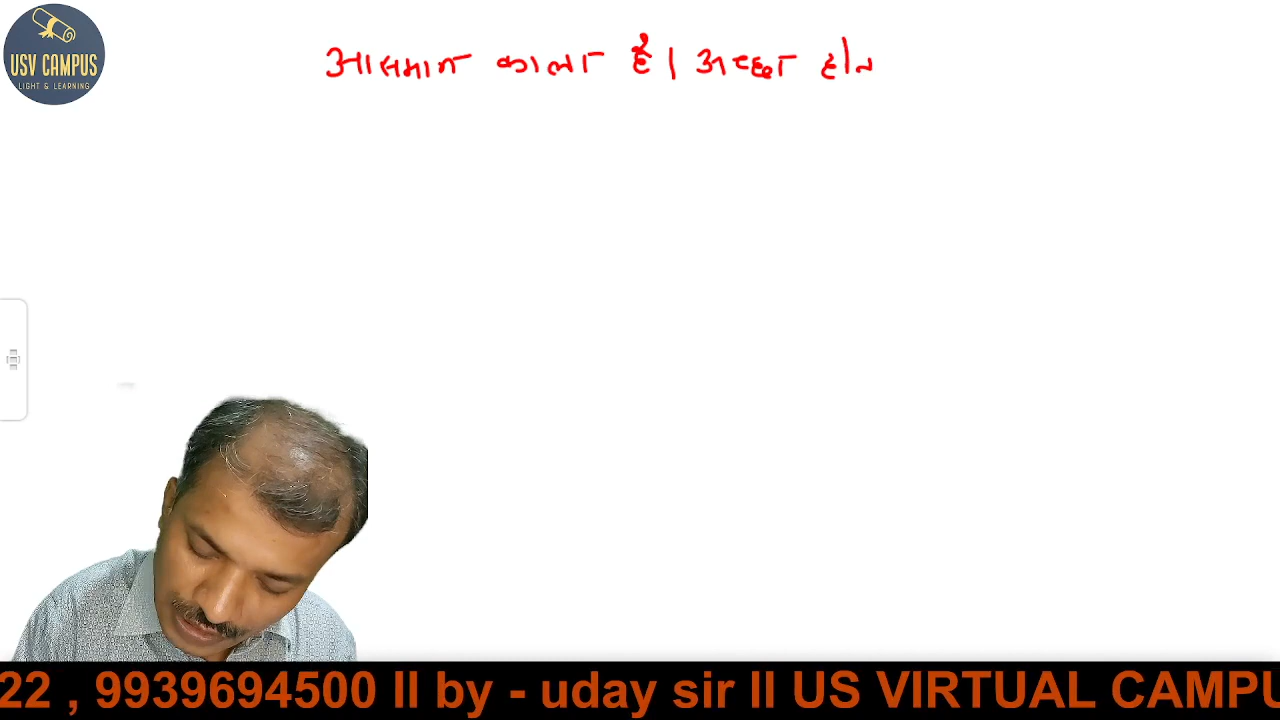 USV CAMPUS
LIGHT & LEARNING
आसमान काला है। अच्छा होत
22 , 9939694500 II by - uday sir II US VIRTUAL CAMPU